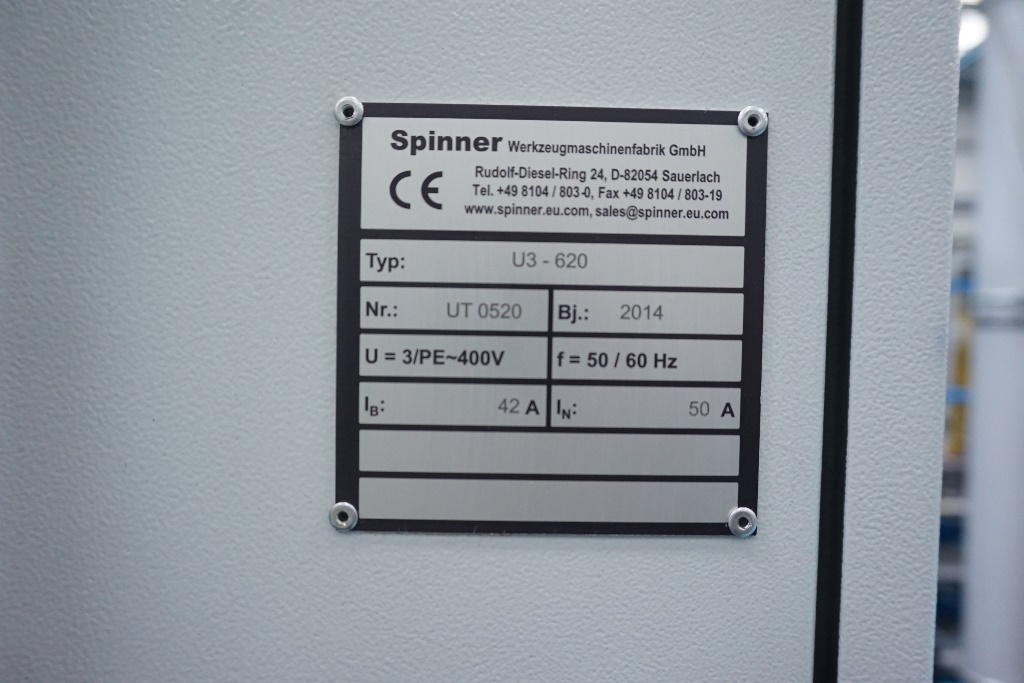 Spinner Werkzeugmaschinenfabrik GmbH
CE
Rudolf-Diesel-Ring 24, D-82054 Sauerlach
Tel. +49 8104 / 803-0, Fax +49 8104 / 803-19
www.spinner.eu.com, sales@spinner.eu.com
Typ: U3 - 620
Nr.: UT 0520 Bj.: 2014
U = 3/PE~400V f = 50 / 60 Hz
IB: 42 A IN: 50 A